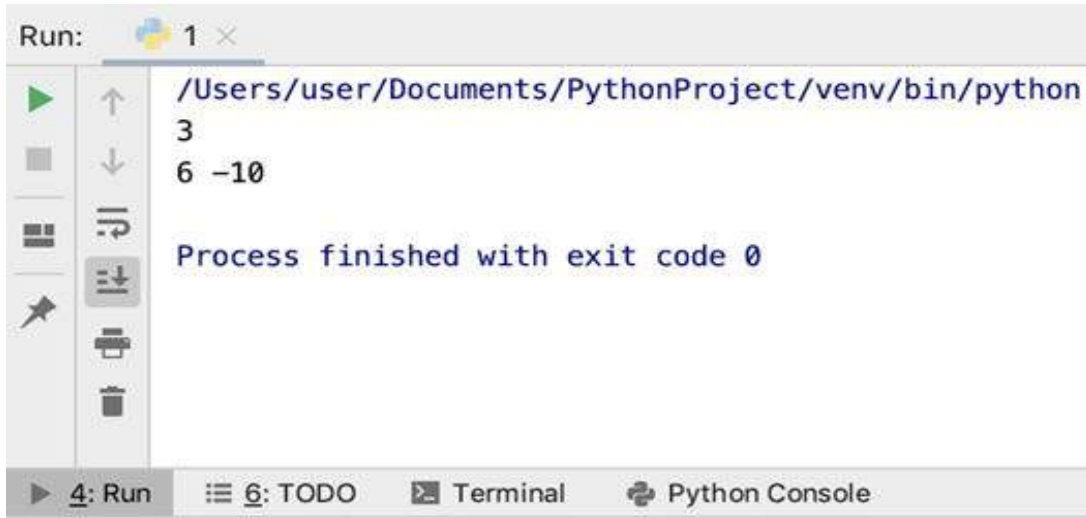 Run: 1 ×
/Users/user/Documents/PythonProject/venv/bin/python
3
6 -10
Process finished with exit code 0
4: Run 6: TODO Terminal Python Console